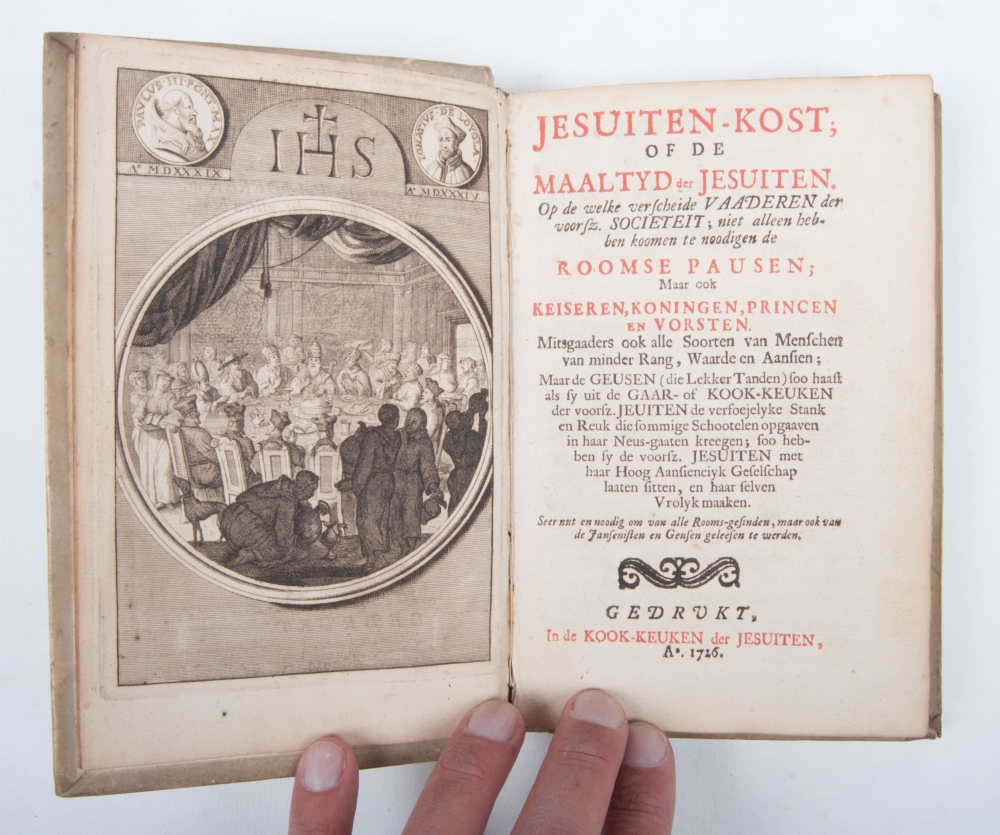 PAVLVS·III·PONT·MAX
Aº MDXXXIX
IHS
IGNATIVS·DE·LOYOLA
Aº MDXXXIV
JESUITEN-KOST;
OF DE
MAALTYD der JESUITEN.
Op de welke verſcheide VAADEREN der
voorſz. SOCIETEIT; niet alleen heb-
ben koomen te noodigen de
ROOMSE PAUSEN;
Maar ook
KEISEREN, KONINGEN, PRINCEN
EN VORSTEN.
Mitsgaaders ook alle Soorten van Menſchen
van minder Rang, Waarde en Aanſien;
Maar de GEUSEN (die Lekker Tanden) ſoo haaſt
als ſy uit de GAAR- of KOOK-KEUKEN
der voorſz. JEUITEN de verfoejelyke Stank
en Reuk die ſommige Schootelen opgaaven
in haar Neus-gaaten kreegen; ſoo heb-
ben ſy de voorſz. JESUITEN met
haar Hoog Aanſieneiyk Geſelſchap
laaten ſitten, en haar ſelven
Vrolyk maaken.
Seer nut en noodig om van alle Rooms-geſinden, maar ook van
de Janſeniſten en Geuſen geleeſen te werden.
GEDRVKT,
In de KOOK-KEUKEN der JESUITEN,
Aº. 1726.